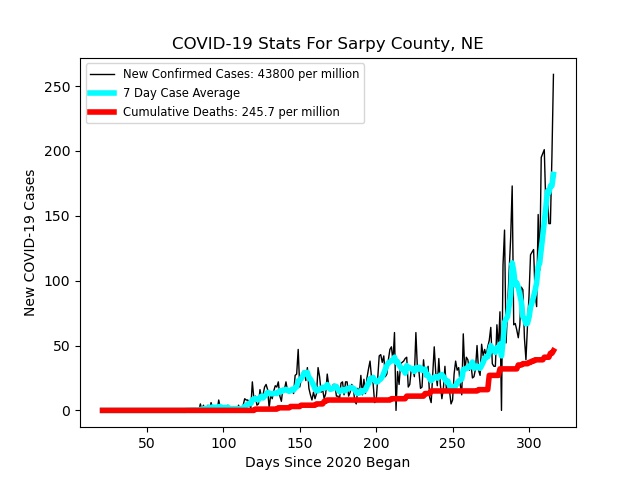 COVID-19 Stats For Sarpy County, NE
New Confirmed Cases: 43800 per million
7 Day Case Average
Cumulative Deaths: 245.7 per million
New COVID-19 Cases
250
200
150
100
50
0
50
100
150
200
250
300
Days Since 2020 Began